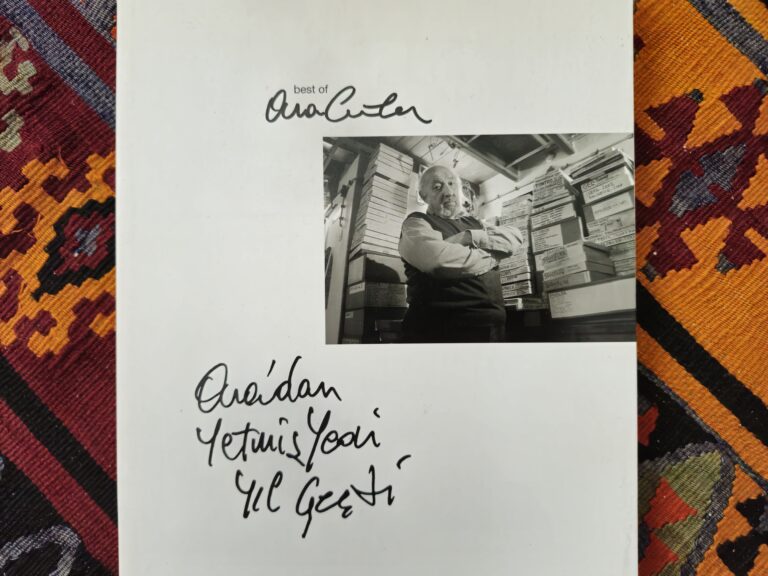 best of
Ara Güler
Ara'dan
Yetmiş Yedi
Yıl Geçti